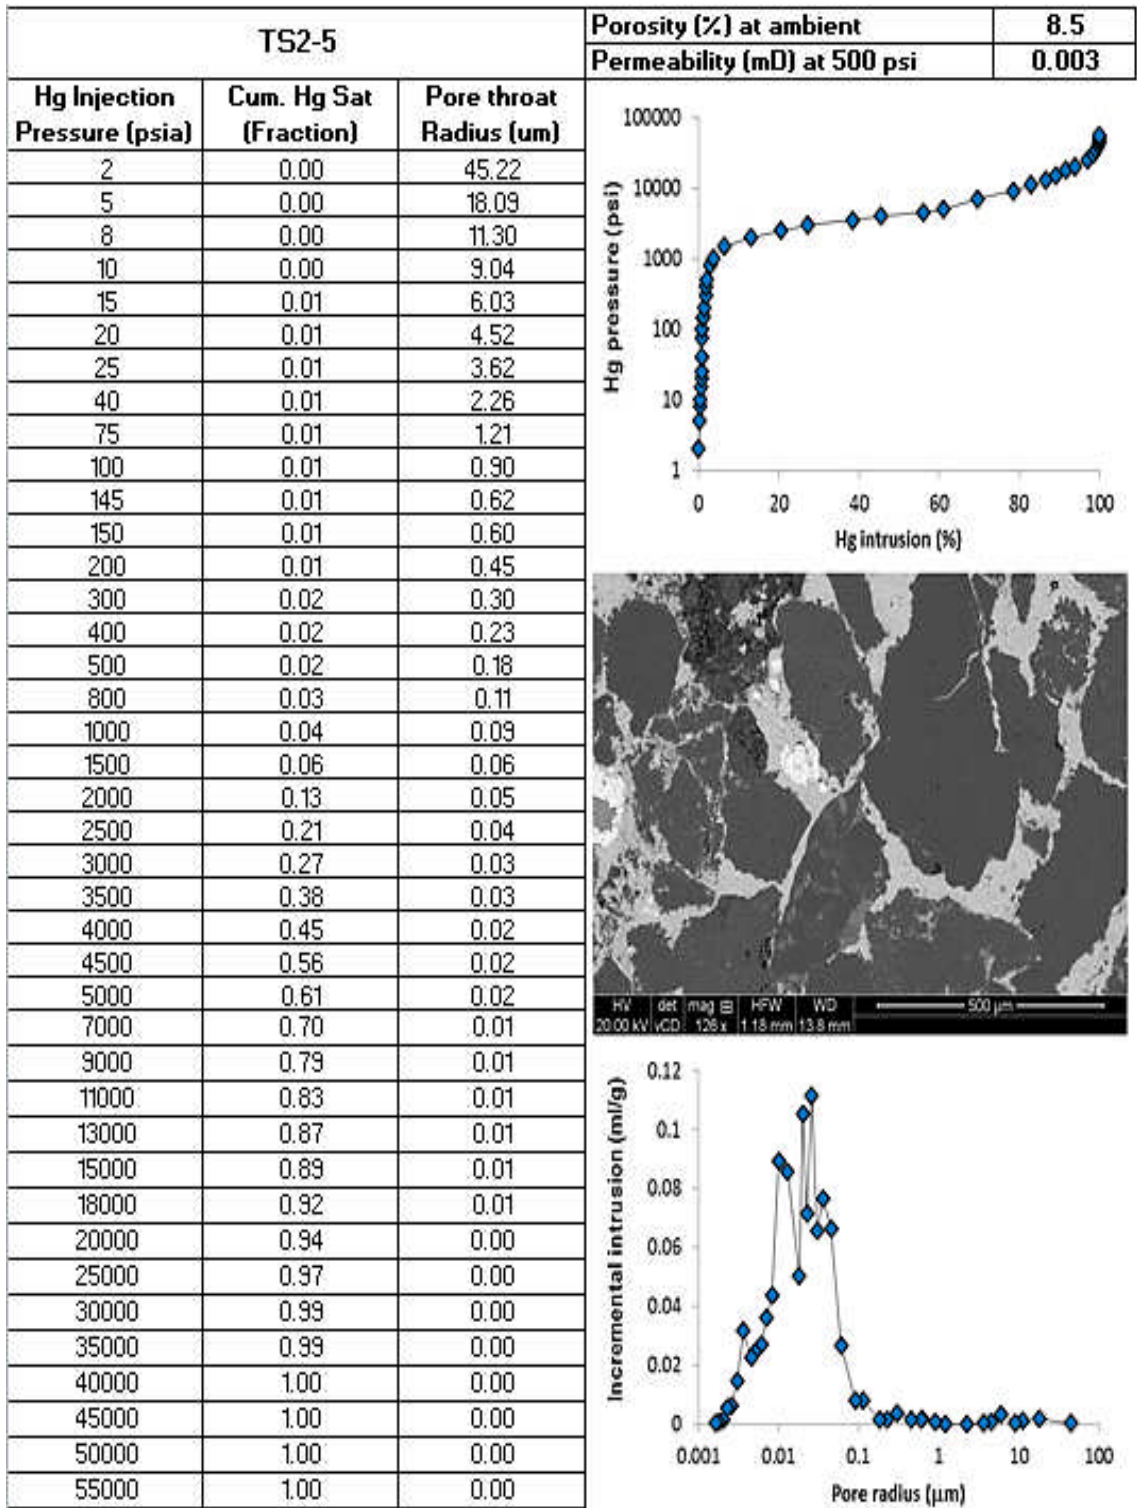 TS2-5
Porosity (%) at ambient 8.5
Permeability (mD) at 500 psi 0.003
Hg Injection Pressure (psia) Cum. Hg Sat (Fraction) Pore throat Radius (um)
2 0.00 45.22
5 0.00 18.09
8 0.00 11.30
10 0.00 9.04
15 0.01 6.03
20 0.01 4.52
25 0.01 3.62
40 0.01 2.26
75 0.01 1.21
100 0.01 0.90
145 0.01 0.62
150 0.01 0.60
200 0.01 0.45
300 0.02 0.30
400 0.02 0.23
500 0.02 0.18
800 0.03 0.11
1000 0.04 0.09
1500 0.06 0.06
2000 0.13 0.05
2500 0.21 0.04
3000 0.27 0.03
3500 0.38 0.03
4000 0.45 0.02
4500 0.56 0.02
5000 0.61 0.02
7000 0.70 0.01
9000 0.79 0.01
11000 0.83 0.01
13000 0.87 0.01
15000 0.89 0.01
18000 0.92 0.01
20000 0.94 0.00
25000 0.97 0.00
30000 0.99 0.00
35000 0.99 0.00
40000 1.00 0.00
45000 1.00 0.00
50000 1.00 0.00
55000 1.00 0.00
Hg pressure (psi)
100000
10000
1000
100
10
1
0 20 40 60 80 100
Hg intrusion (%)
HV det mag ⊞ HFW WD 500 µm
20.00 kV vCD 126 x 1.18 mm 13.8 mm
Incremental intrusion (ml/g)
0.12
0.1
0.08
0.06
0.04
0.02
0
0.001 0.01 0.1 1 10 100
Pore radius (µm)